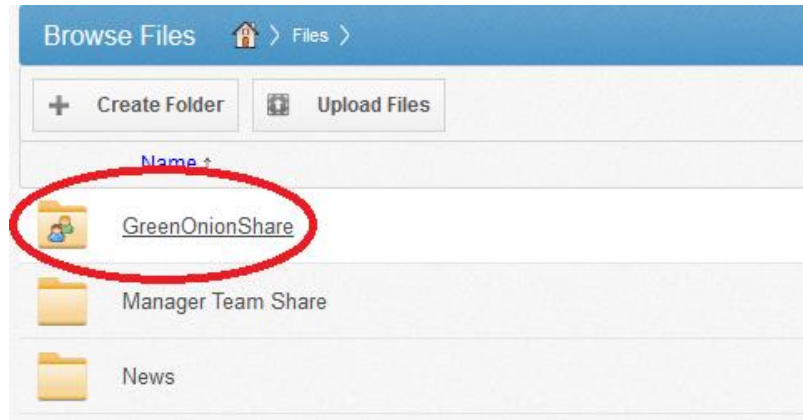 Browse Files 〉 Files 〉
Create Folder Upload Files
Name ↑
GreenOnionShare
Manager Team Share
News